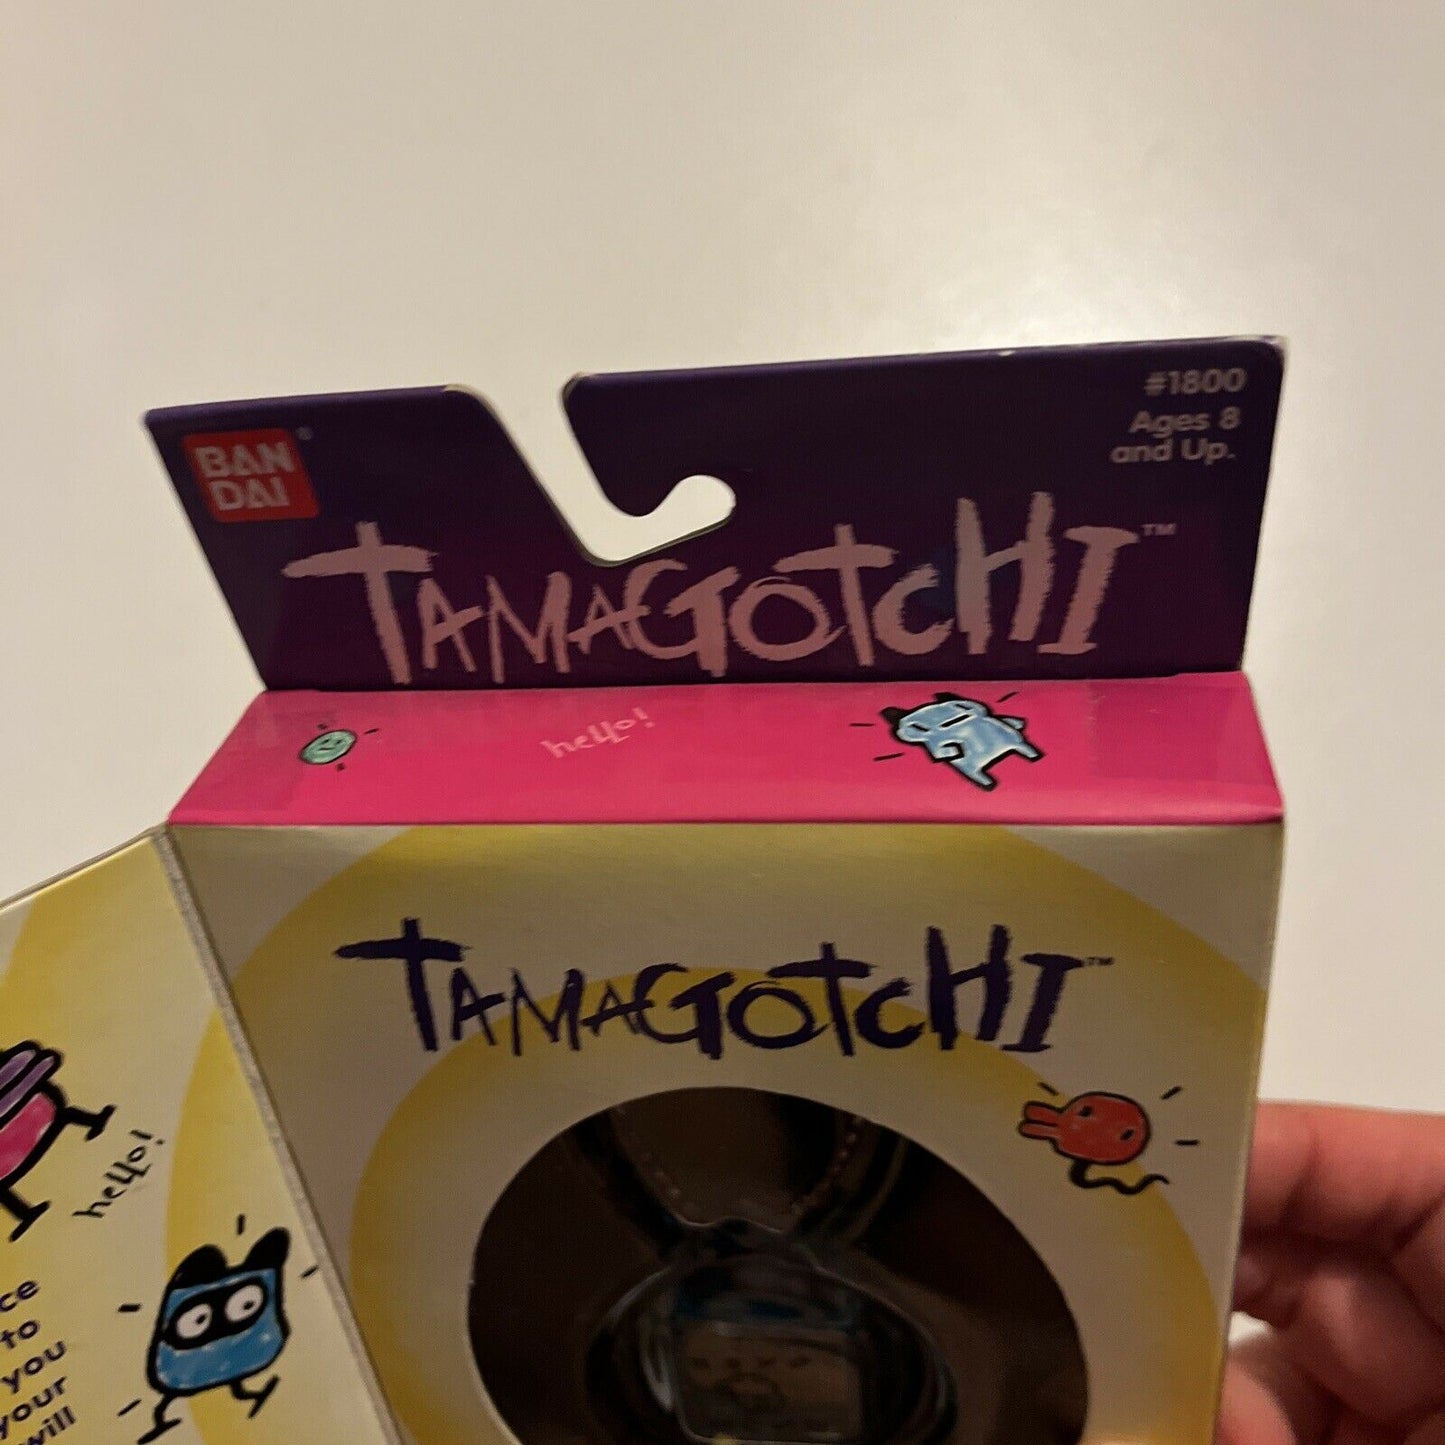 BAN
DAI
®
#1800
Ages 8
and Up.
TAMAGOTCHI™
hello!
TAMAGOTCHI™
hello!
ce
to
you
your
will